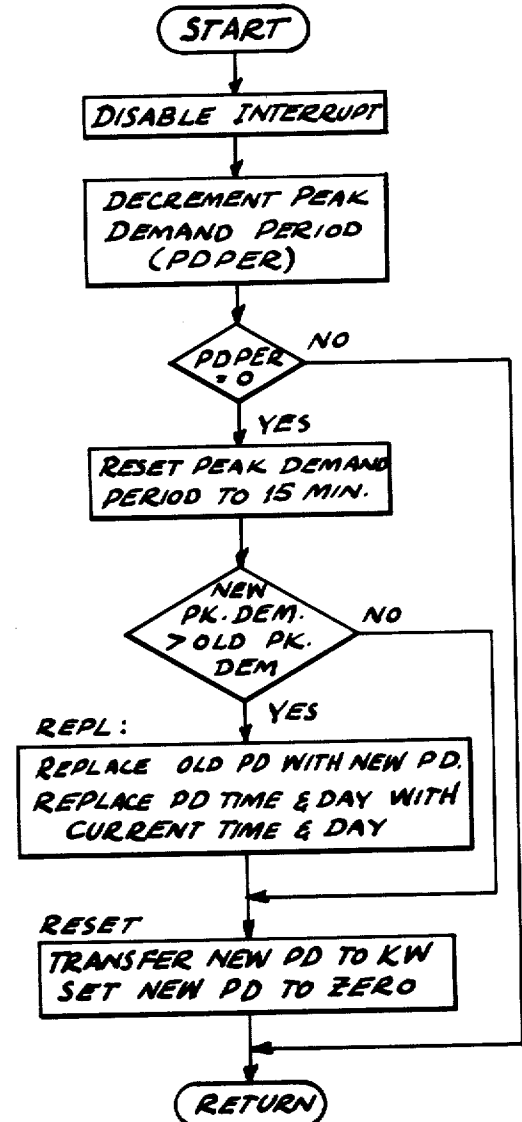 START
DISABLE INTERRUPT
DECREMENT PEAK
DEMAND PERIOD
(PDPER)
PDPER
= 0
NO
YES
RESET PEAK DEMAND
PERIOD TO 15 MIN.
NEW
PK. DEM.
> OLD PK.
DEM
NO
YES
REPL:
REPLACE OLD PD WITH NEW PD.
REPLACE PD TIME & DAY WITH
CURRENT TIME & DAY
RESET
TRANSFER NEW PD TO KW
SET NEW PD TO ZERO
RETURN